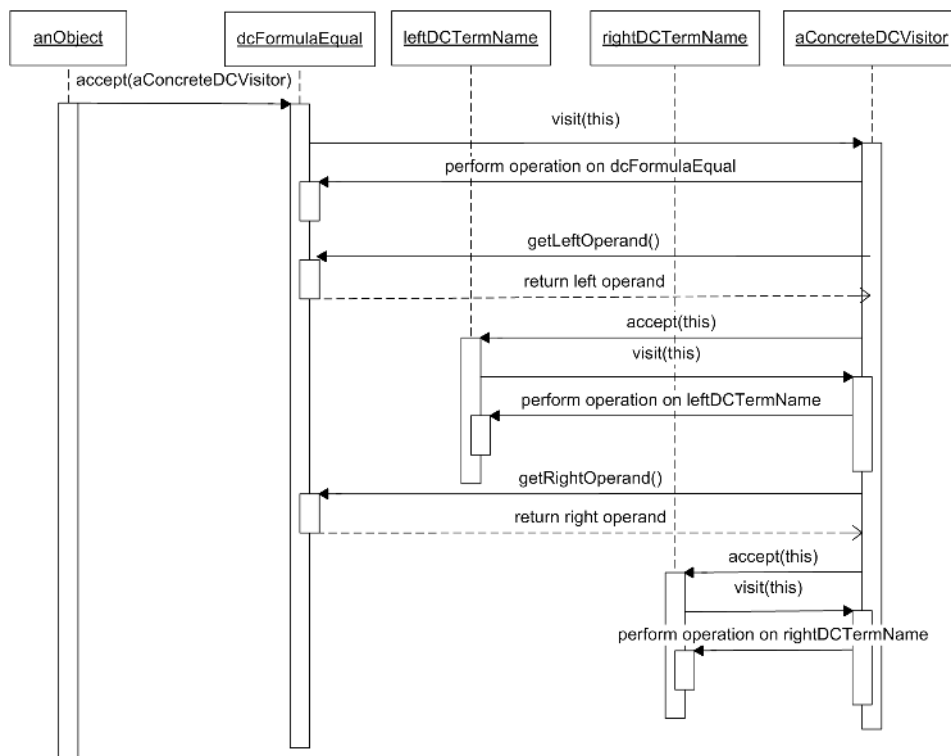 anObject
dcFormulaEqual
leftDCTermName
rightDCTermName
aConcreteDCVisitor
accept(aConcreteDCVisitor)
visit(this)
perform operation on dcFormulaEqual
getLeftOperand()
return left operand
accept(this)
visit(this)
perform operation on leftDCTermName
getRightOperand()
return right operand
accept(this)
visit(this)
perform operation on rightDCTermName